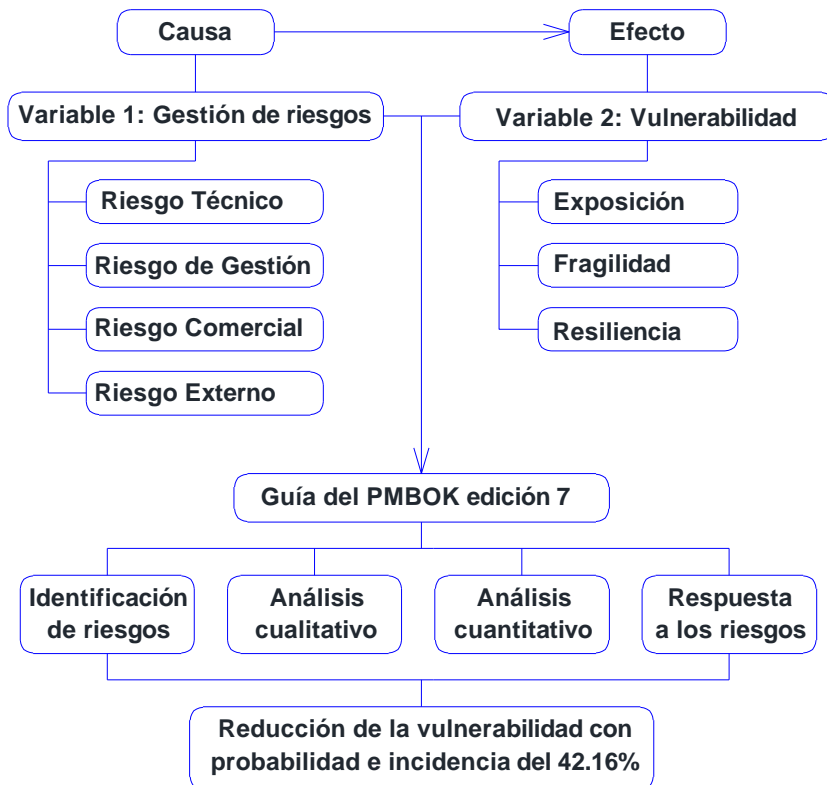 Causa
Efecto
Variable 1: Gestión de riesgos
Variable 2: Vulnerabilidad
Riesgo Técnico
Riesgo de Gestión
Riesgo Comercial
Riesgo Externo
Exposición
Fragilidad
Resiliencia
Guía del PMBOK edición 7
Identificación
de riesgos
Análisis
cualitativo
Análisis
cuantitativo
Respuesta
a los riesgos
Reducción de la vulnerabilidad con
probabilidad e incidencia del 42.16%